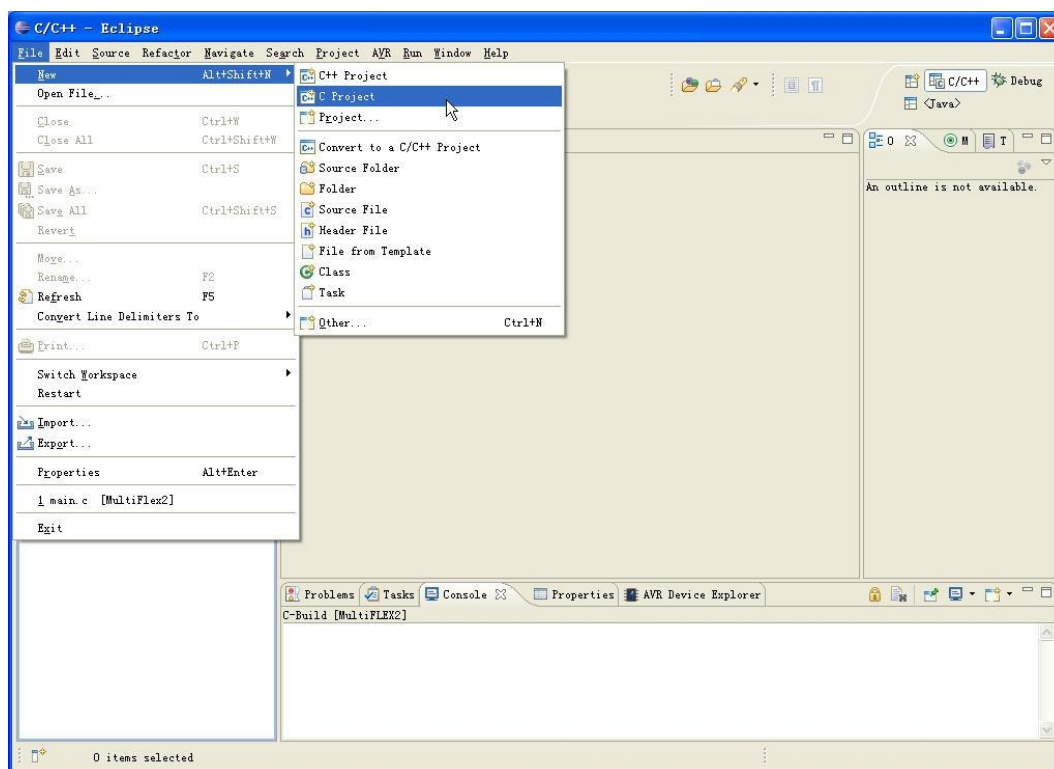 C/C++ - Eclipse
File Edit Source Refactor Navigate Search Project AVR Run Window Help
New Alt+Shift+N
Open File...
Close Ctrl+W
Close All Ctrl+Shift+W
Save Ctrl+S
Save As...
Save All Ctrl+Shift+S
Revert
Move...
Rename... F2
Refresh F5
Convert Line Delimiters To
Print... Ctrl+P
Switch Workspace
Restart
Import...
Export...
Properties Alt+Enter
1 main.c [MultiFlex2]
Exit
C++ Project
C Project
Project...
Convert to a C/C++ Project
Source Folder
Folder
Source File
Header File
File from Template
Class
Task
Other... Ctrl+N
C/C++ Debug
<Java>
O M T
An outline is not available.
Problems Tasks Console Properties AVR Device Explorer
C-Build [MultiFLEX2]
0 items selected